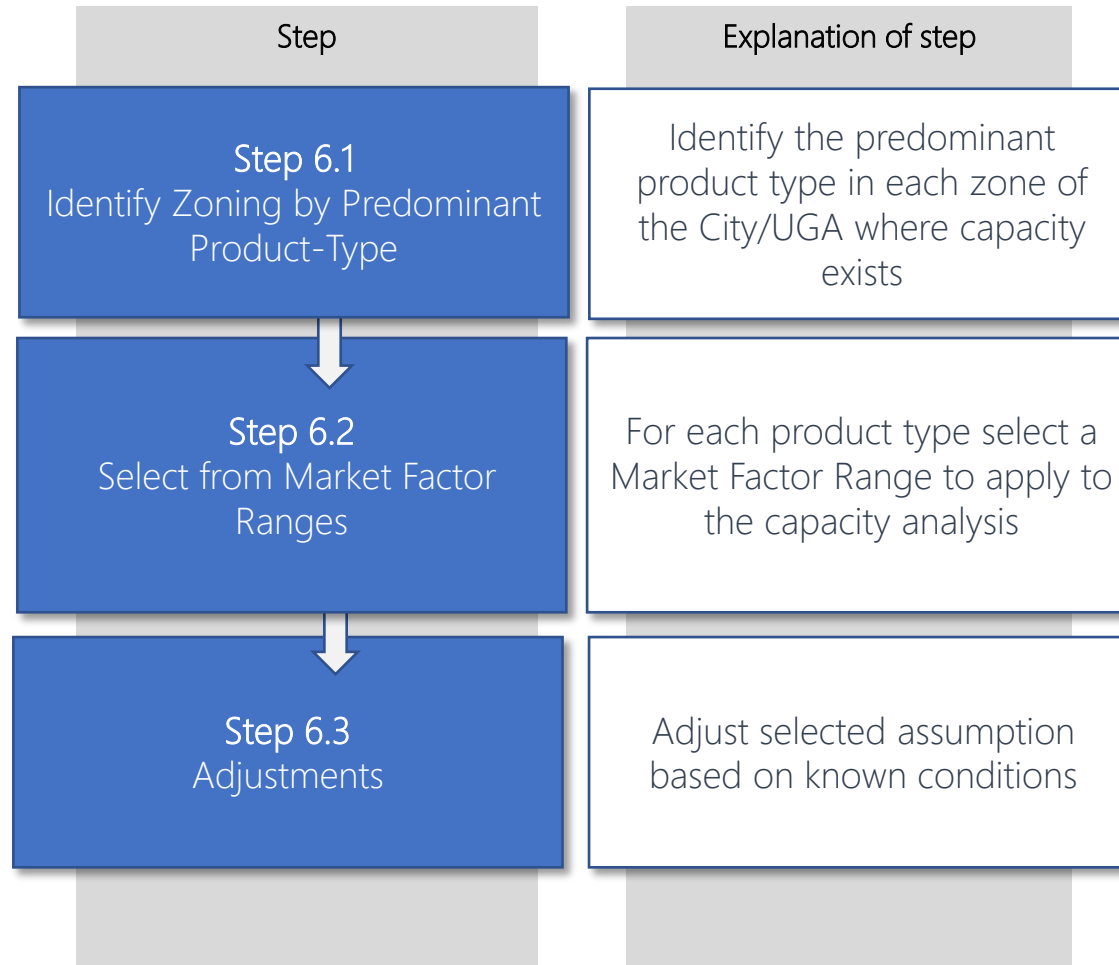 Step
Explanation of step
Step 6.1
Identify Zoning by Predominant
Product-Type
Identify the predominant
product type in each zone of
the City/UGA where capacity
exists
Step 6.2
Select from Market Factor
Ranges
For each product type select a
Market Factor Range to apply to
the capacity analysis
Step 6.3
Adjustments
Adjust selected assumption
based on known conditions